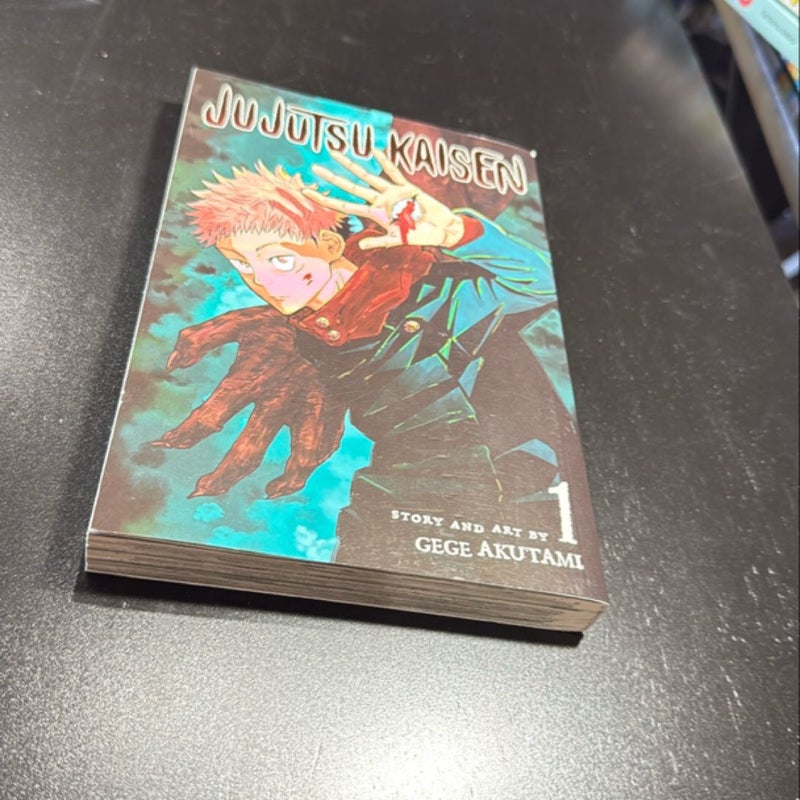 JUJUTSU KAISEN
1
STORY AND ART BY
GEGE AKUTAMI